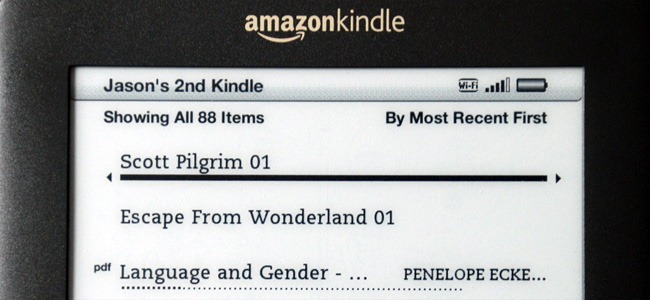 amazonkindle
Jason's 2nd Kindle Wi-Fi
Showing All 88 Items By Most Recent First
Scott Pilgrim 01
Escape From Wonderland 01
pdf Language and Gender - ... PENELOPE ECKE...